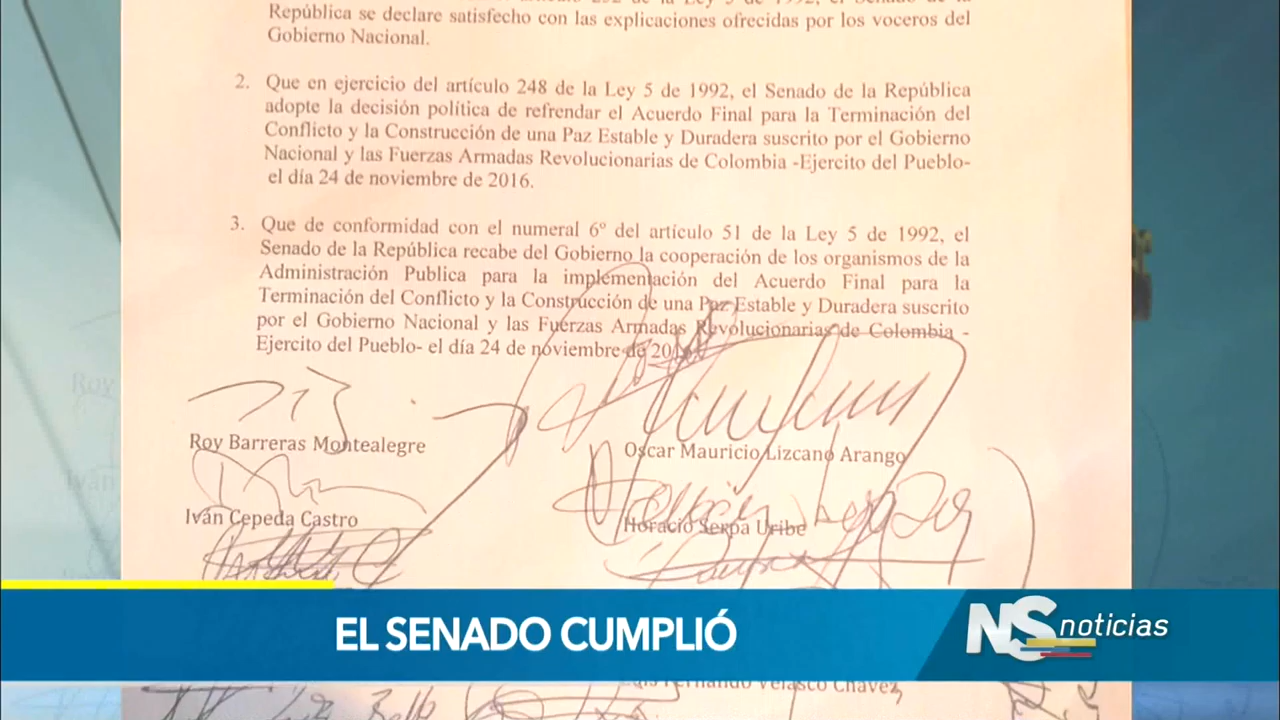 República se declare satisfecho con las explicaciones ofrecidas por los voceros del
Gobierno Nacional.
2. Que en ejercicio del artículo 248 de la Ley 5 de 1992, el Senado de la República
adopte la decisión política de refrendar el Acuerdo Final para la Terminación del
Conflicto y la Construcción de una Paz Estable y Duradera suscrito por el Gobierno
Nacional y las Fuerzas Armadas Revolucionarias de Colombia -Ejercito del Pueblo-
el día 24 de noviembre de 2016.
3. Que de conformidad con el numeral 6º del artículo 51 de la Ley 5 de 1992, el
Senado de la República recabe del Gobierno la cooperación de los organismos de la
Administración Publica para la implementación del Acuerdo Final para la
Terminación del Conflicto y la Construcción de una Paz Estable y Duradera suscrito
por el Gobierno Nacional y las Fuerzas Armadas Revolucionarias de Colombia -
Ejercito del Pueblo- el día 24 de noviembre de 2016
Roy Barreras Montealegre
Oscar Mauricio Lizcano Arango
Iván Cepeda Castro
Horacio Serpa Uribe
EL SENADO CUMPLIÓ
NS noticias
Luis Fernando Velasco Chavez